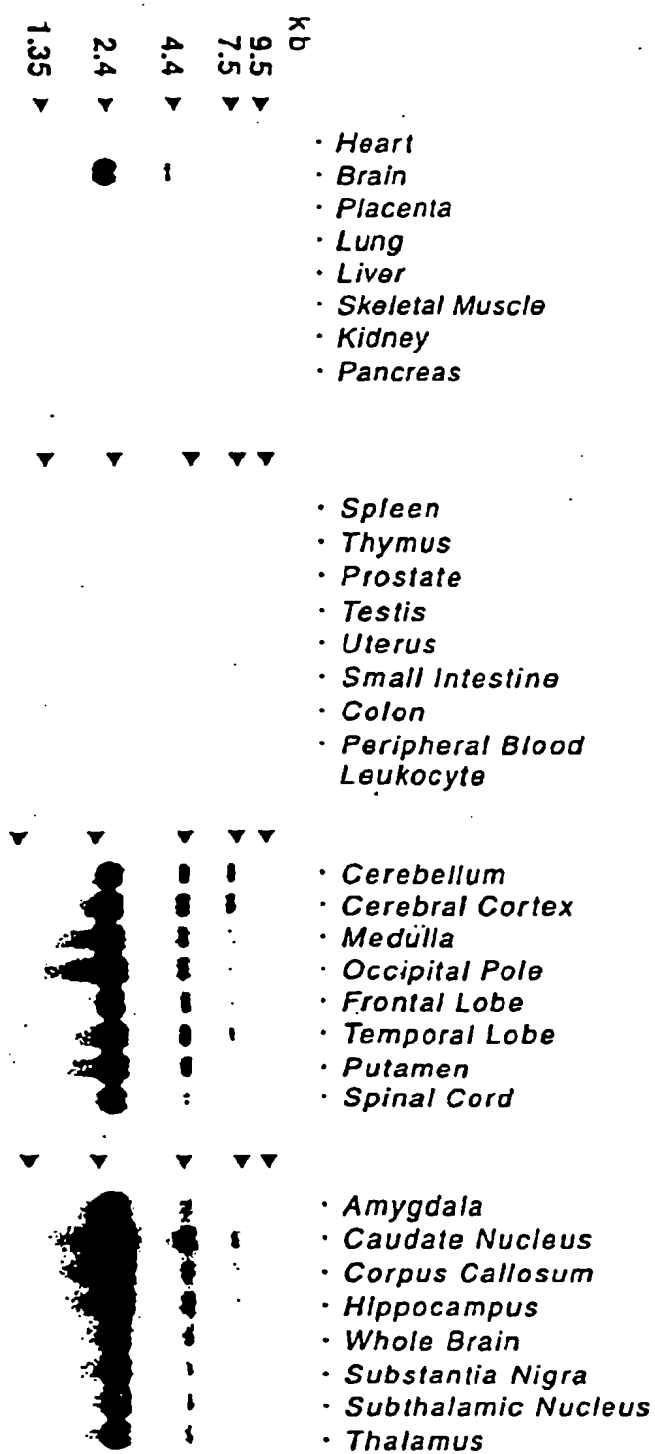 kb
9.5
7.5
4.4
2.4
1.35
· Heart
· Brain
· Placenta
· Lung
· Liver
· Skeletal Muscle
· Kidney
· Pancreas
· Spleen
· Thymus
· Prostate
· Testis
· Uterus
· Small Intestine
· Colon
· Peripheral Blood
Leukocyte
· Cerebellum
· Cerebral Cortex
· Medulla
· Occipital Pole
· Frontal Lobe
· Temporal Lobe
· Putamen
· Spinal Cord
· Amygdala
· Caudate Nucleus
· Corpus Callosum
· Hippocampus
· Whole Brain
· Substantia Nigra
· Subthalamic Nucleus
· Thalamus